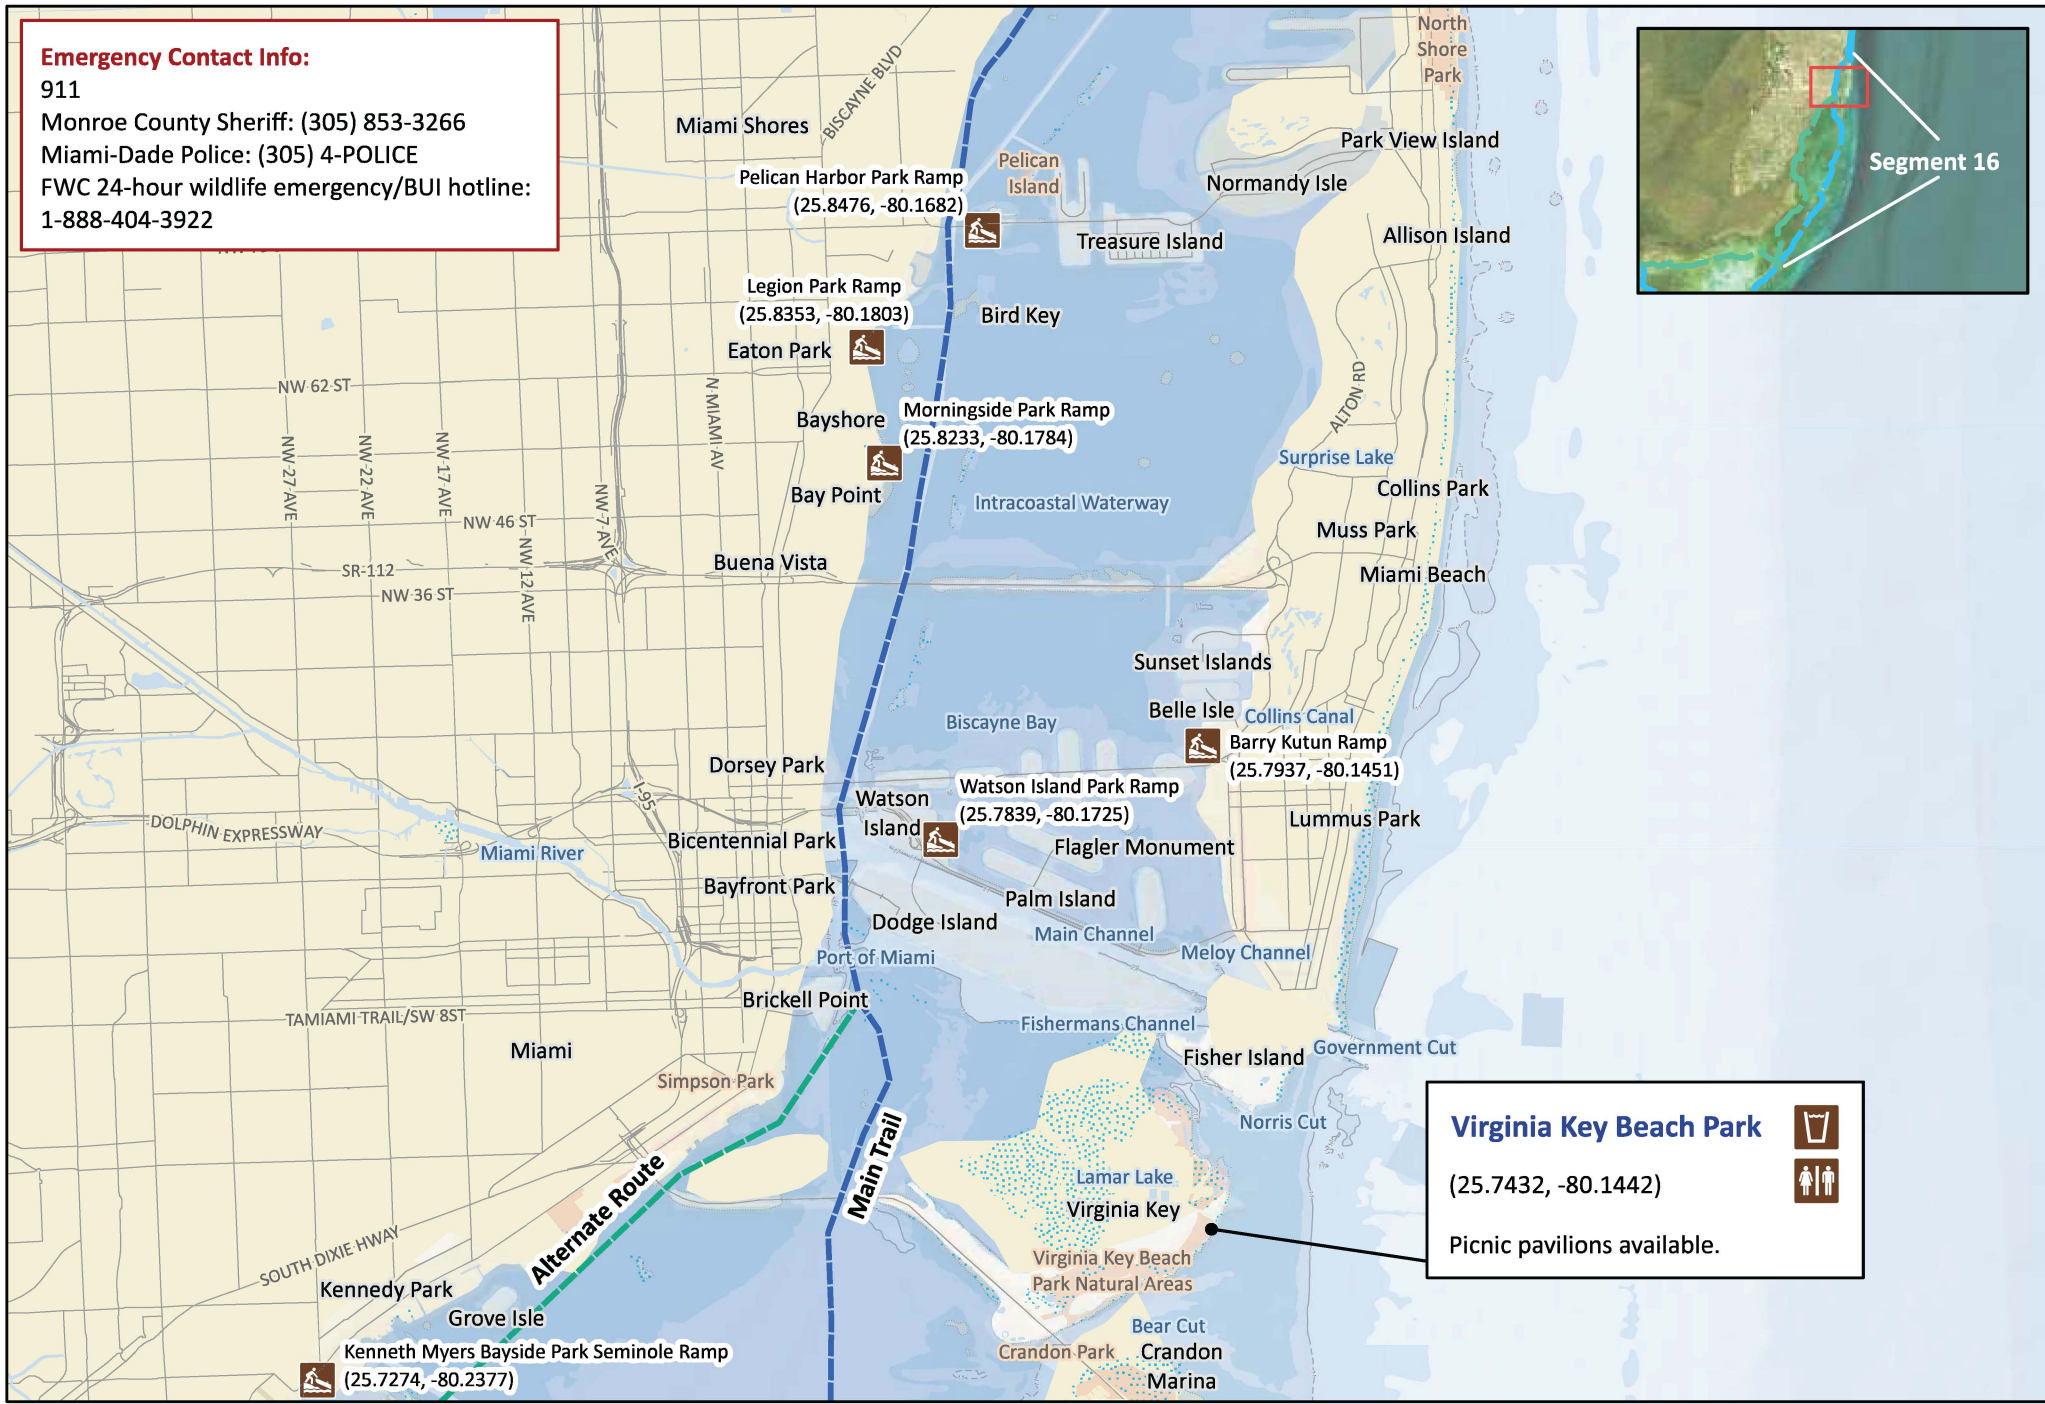 Emergency Contact Info:
911
Monroe County Sheriff: (305) 853-3266
Miami-Dade Police: (305) 4-POLICE
FWC 24-hour wildlife emergency/BUI hotline:
1-888-404-3922
North
Shore
Park
BISCAYNE BLVD
Miami Shores
Park View Island
Segment 16
Pelican
Island
Pelican Harbor Park Ramp
(25.8476, -80.1682)
Normandy Isle
Treasure Island
Allison Island
Legion Park Ramp
(25.8353, -80.1803)
Bird Key
Eaton Park
NW 62 ST
N MIAMI AV
ALTON RD
Bayshore
Morningside Park Ramp
(25.8233, -80.1784)
NW 27 AVE
NW 22 AVE
NW 17 AVE
Surprise Lake
Collins Park
Bay Point
Intracoastal Waterway
NW 7 AVE
NW 46 ST
Muss Park
NW 12 AVE
Buena Vista
SR-112
Miami Beach
NW 36 ST
Sunset Islands
Belle Isle
Collins Canal
Biscayne Bay
Barry Kutun Ramp
(25.7937, -80.1451)
Dorsey Park
Watson
Island
Watson Island Park Ramp
(25.7839, -80.1725)
I-95
Lummus Park
DOLPHIN EXPRESSWAY
Bicentennial Park
Flagler Monument
Miami River
Bayfront Park
Palm Island
Dodge Island
Main Channel
Meloy Channel
Port of Miami
Brickell Point
TAMIAMI TRAIL/SW 8ST
Fishermans Channel
Miami
Fisher Island
Government Cut
Simpson Park
Norris Cut
Virginia Key Beach Park
(25.7432, -80.1442)
Picnic pavilions available.
Main Trail
Alternate Route
Lamar Lake
Virginia Key
SOUTH DIXIE HWAY
Virginia Key Beach
Park Natural Areas
Kennedy Park
Grove Isle
Bear Cut
Crandon Park
Crandon
Marina
Kenneth Myers Bayside Park Seminole Ramp
(25.7274, -80.2377)